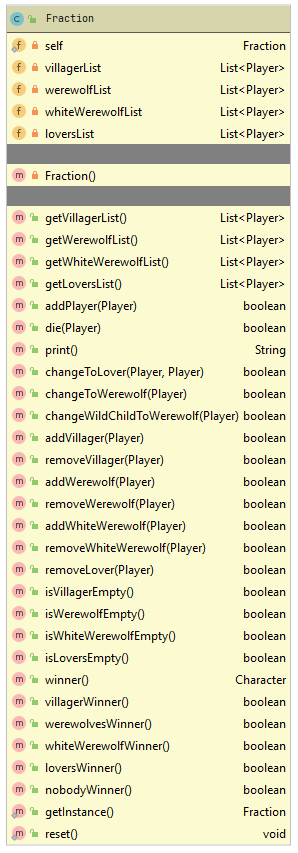 C Fraction
f self Fraction
f villagerList List<Player>
f werewolfList List<Player>
f whiteWerewolfList List<Player>
f loversList List<Player>
m Fraction()
m getVillagerList() List<Player>
m getWerewolfList() List<Player>
m getWhiteWerewolfList() List<Player>
m getLoversList() List<Player>
m addPlayer(Player) boolean
m die(Player) boolean
m print() String
m changeToLover(Player, Player) boolean
m changeToWerewolf(Player) boolean
m changeWildChildToWerewolf(Player) boolean
m addVillager(Player) boolean
m removeVillager(Player) boolean
m addWerewolf(Player) boolean
m removeWerewolf(Player) boolean
m addWhiteWerewolf(Player) boolean
m removeWhiteWerewolf(Player) boolean
m removeLover(Player) boolean
m isVillagerEmpty() boolean
m isWerewolfEmpty() boolean
m isWhiteWerewolfEmpty() boolean
m isLoversEmpty() boolean
m winner() Character
m villagerWinner() boolean
m werewolvesWinner() boolean
m whiteWerewolfWinner() boolean
m loversWinner() boolean
m nobodyWinner() boolean
m getInstance() Fraction
m reset() void